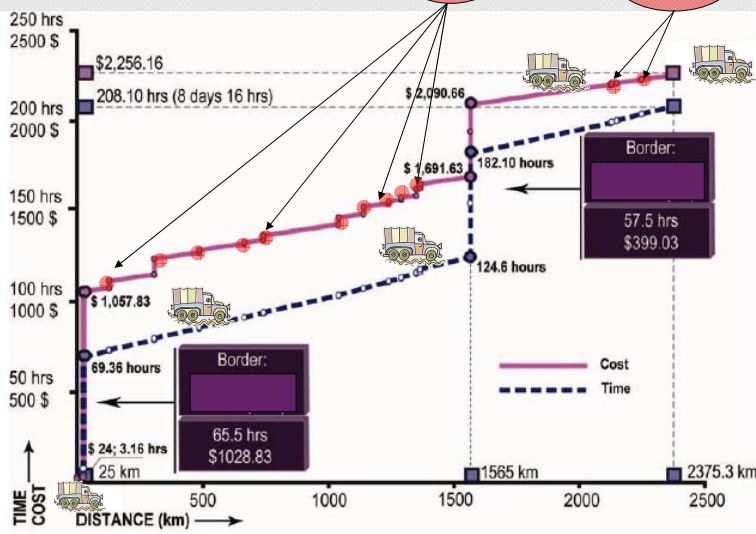 250 hrs
2500 $
$2,256.16
208.10 hrs (8 days 16 hrs)
200 hrs
2000 $
$ 2,090.66
Border:
182.10 hours
$ 1,691.63
57.5 hrs
$399.03
150 hrs
1500 $
124.6 hours
100 hrs
1000 $
$ 1,057.83
69.36 hours
Border:
65.5 hrs
$1028.83
Cost
Time
50 hrs
500 $
$ 24; 3.16 hrs
25 km
1565 km
2375.3 km
500
1000
1500
2000
2500
TIME
COST
DISTANCE (km)